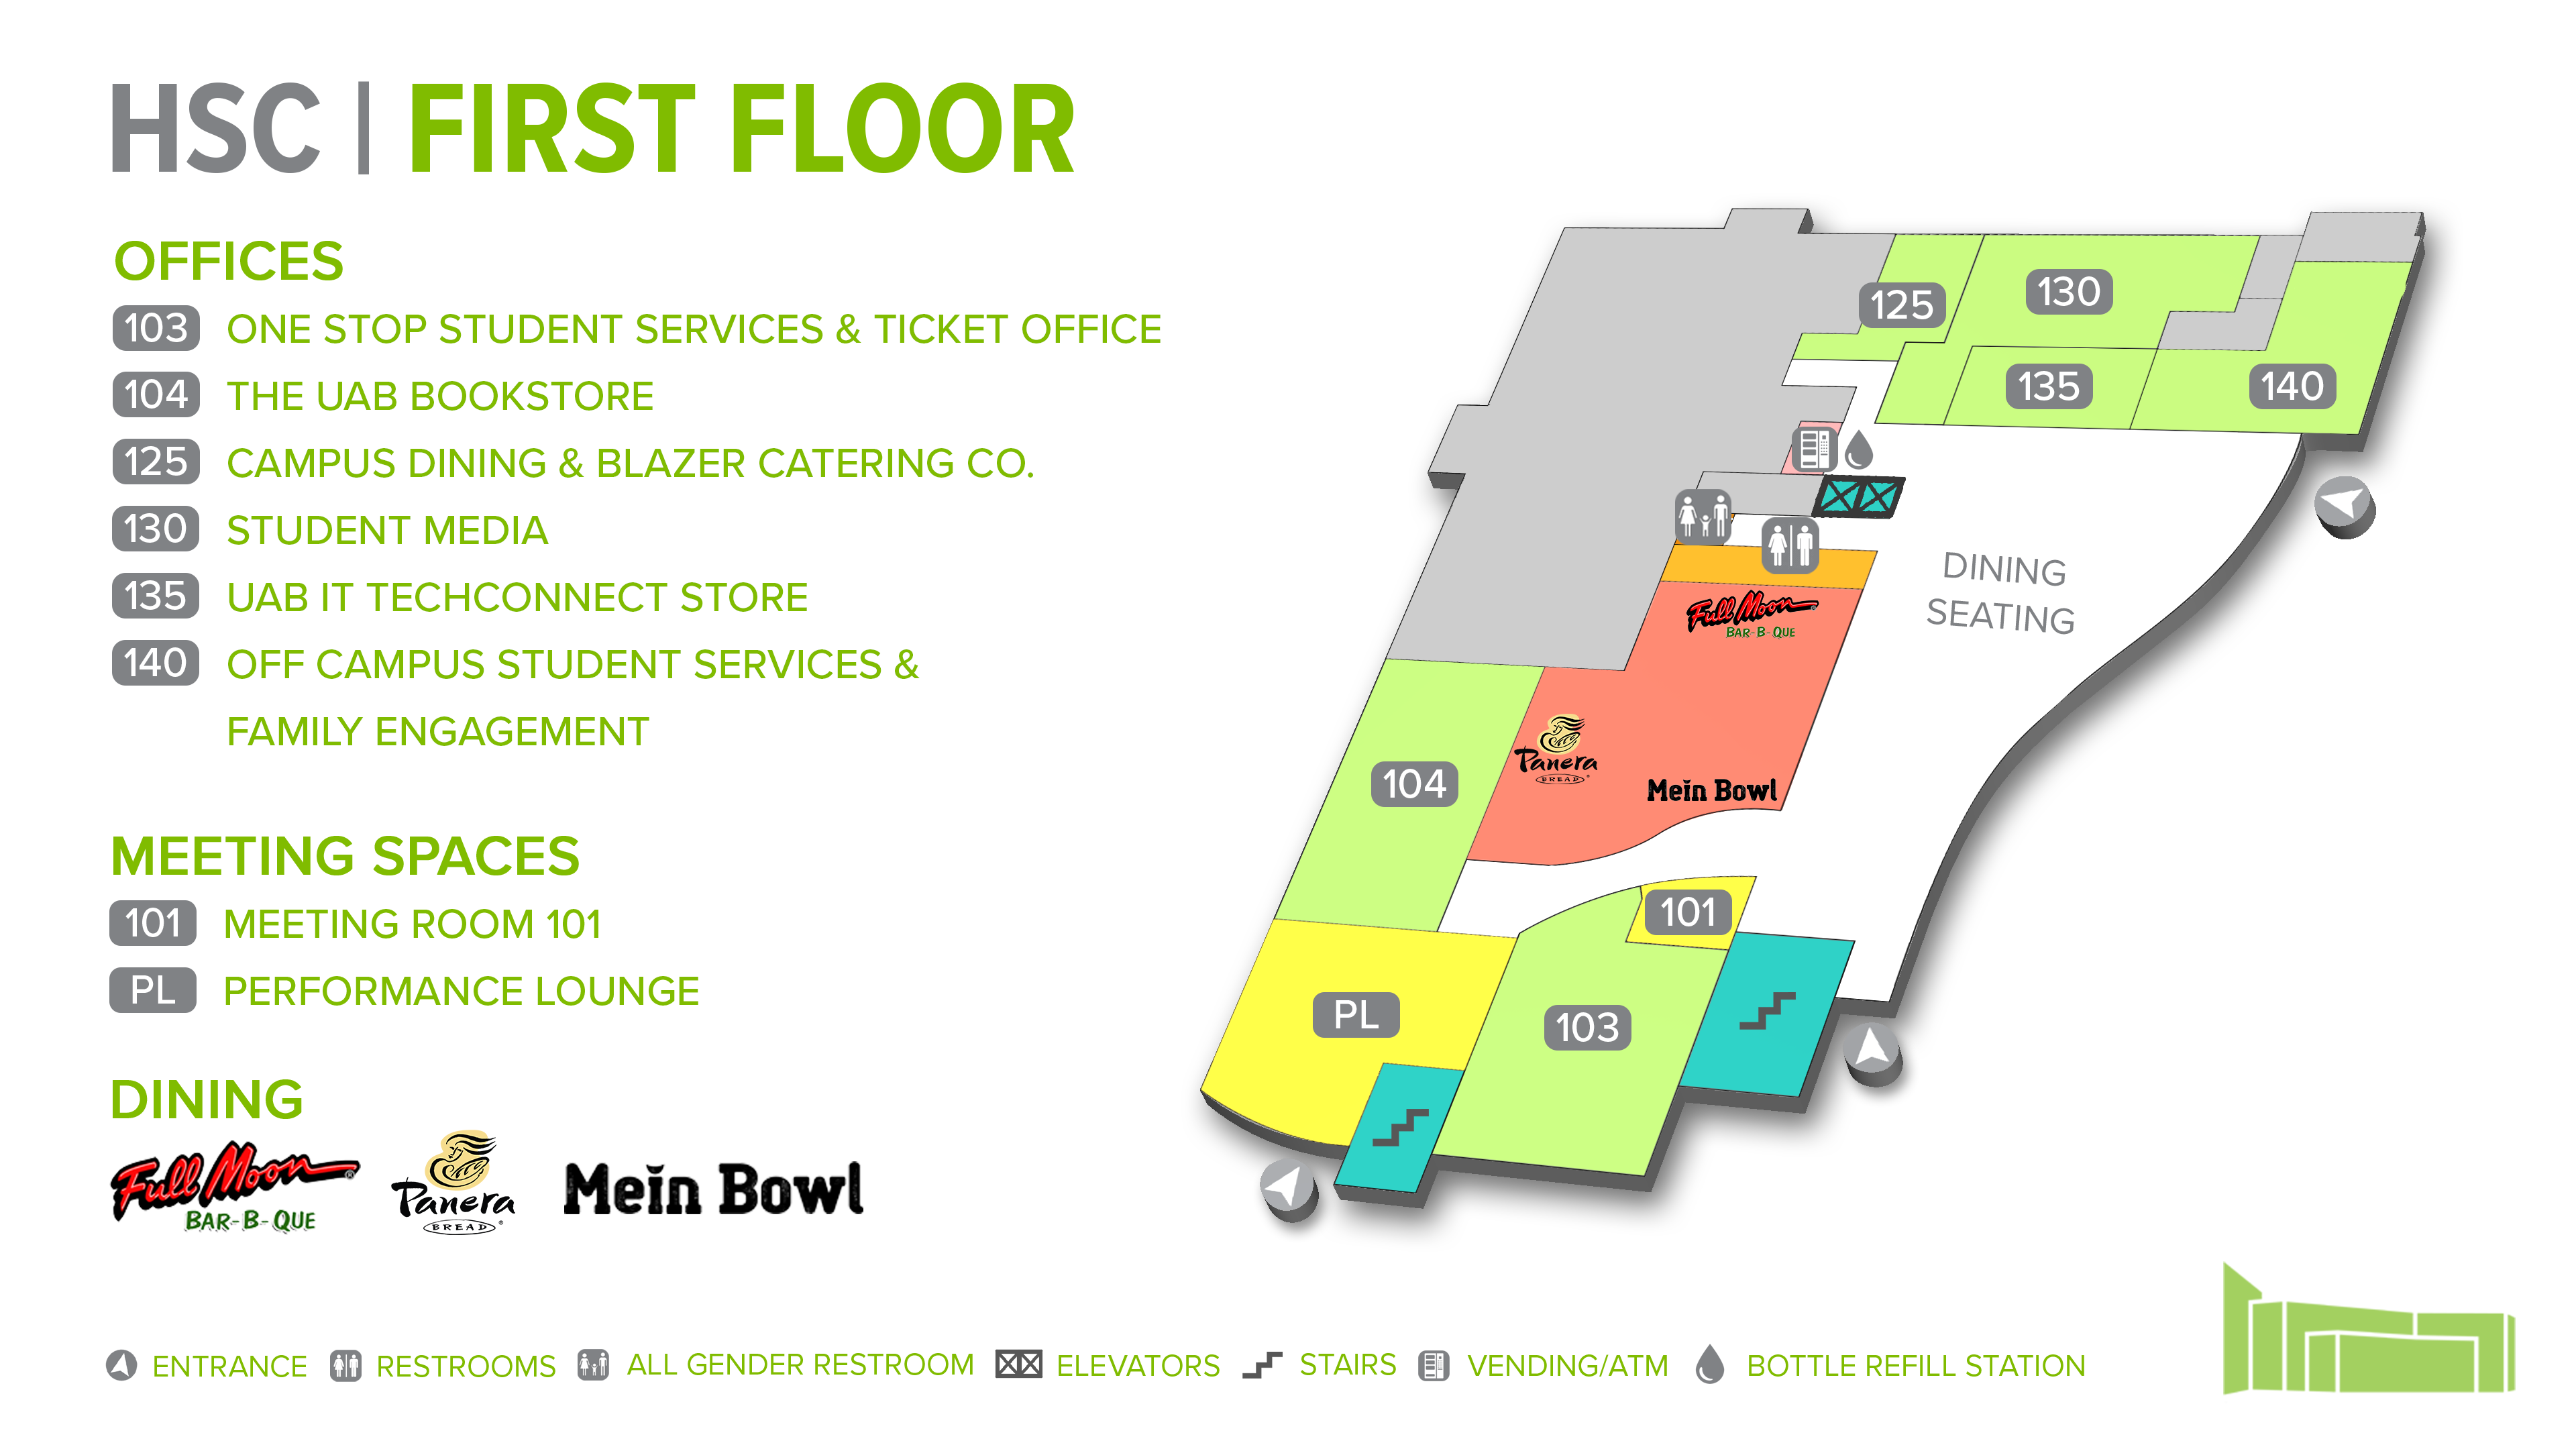 HSC | FIRST FLOOR
OFFICES
103 ONE STOP STUDENT SERVICES & TICKET OFFICE
104 THE UAB BOOKSTORE
125 CAMPUS DINING & BLAZER CATERING CO.
130 STUDENT MEDIA
135 UAB IT TECHCONNECT STORE
140 OFF CAMPUS STUDENT SERVICES &
FAMILY ENGAGEMENT
MEETING SPACES
101 MEETING ROOM 101
PL PERFORMANCE LOUNGE
DINING
Full Moon
BAR-B-QUE
Panera
BREAD
Mein Bowl
125
130
135
140
DINING
SEATING
Full Moon
BAR-B-QUE
Panera
BREAD
Mein Bowl
104
101
PL
103
ENTRANCE RESTROOMS ALL GENDER RESTROOM ELEVATORS STAIRS VENDING/ATM BOTTLE REFILL STATION